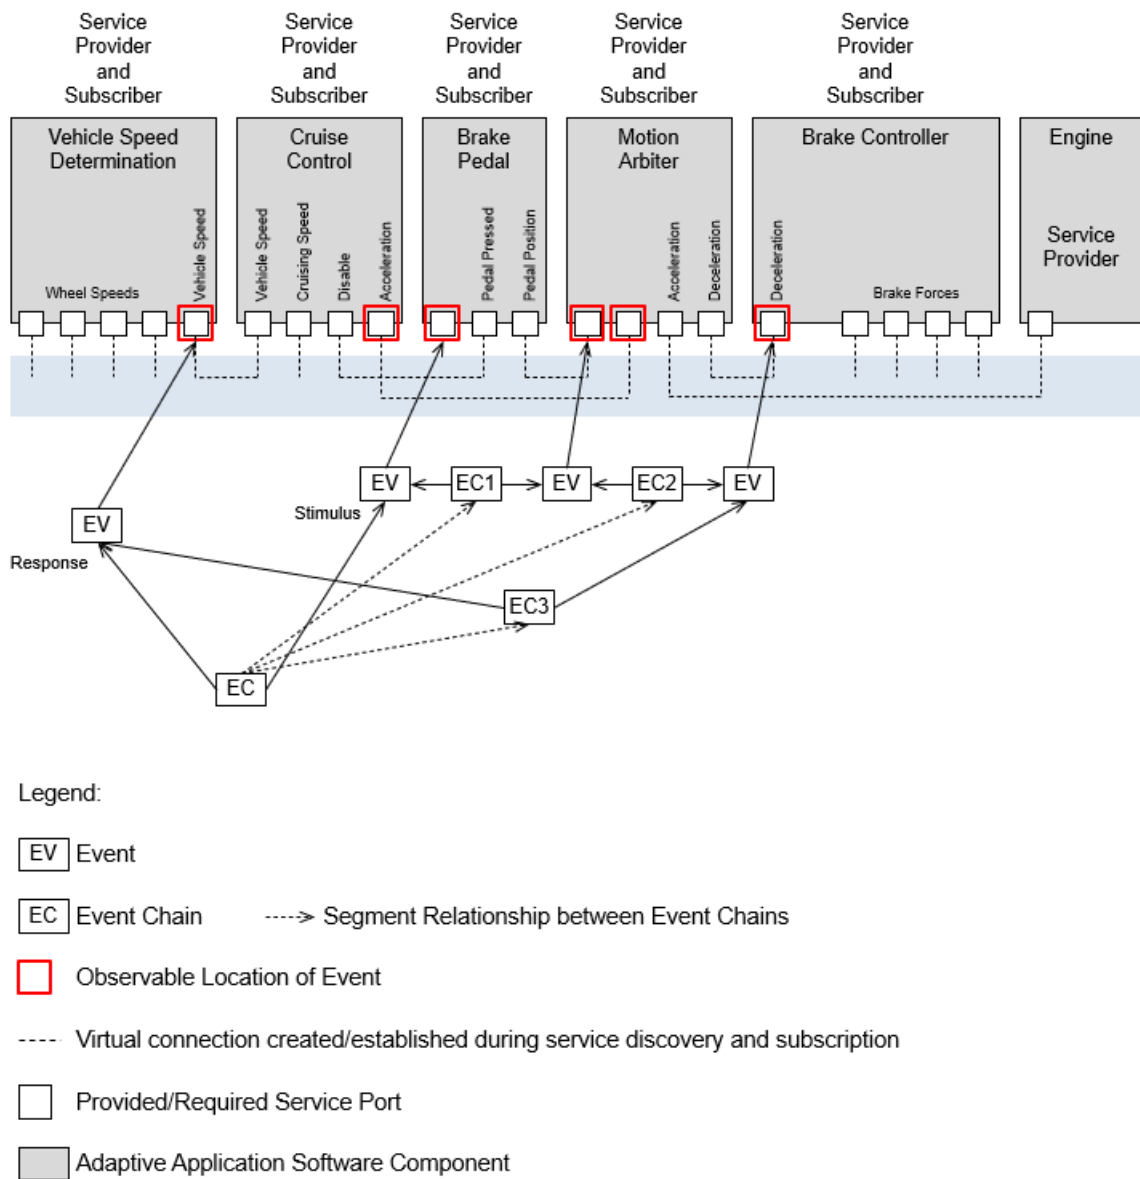 Service
Provider
and
Subscriber
Service
Provider
and
Subscriber
Service
Provider
and
Subscriber
Service
Provider
and
Subscriber
Service
Provider
and
Subscriber
Vehicle Speed
Determination
Wheel Speeds
Vehicle Speed
Cruise
Control
Vehicle Speed
Cruising Speed
Disable
Acceleration
Brake
Pedal
Pedal Pressed
Pedal Position
Motion
Arbiter
Acceleration
Deceleration
Brake Controller
Deceleration
Brake Forces
Engine
Service
Provider
EV
EC1
EV
EC2
EV
Stimulus
EV
Response
EC3
EC
Legend:
EV Event
EC Event Chain
Segment Relationship between Event Chains
Observable Location of Event
Virtual connection created/established during service discovery and subscription
Provided/Required Service Port
Adaptive Application Software Component